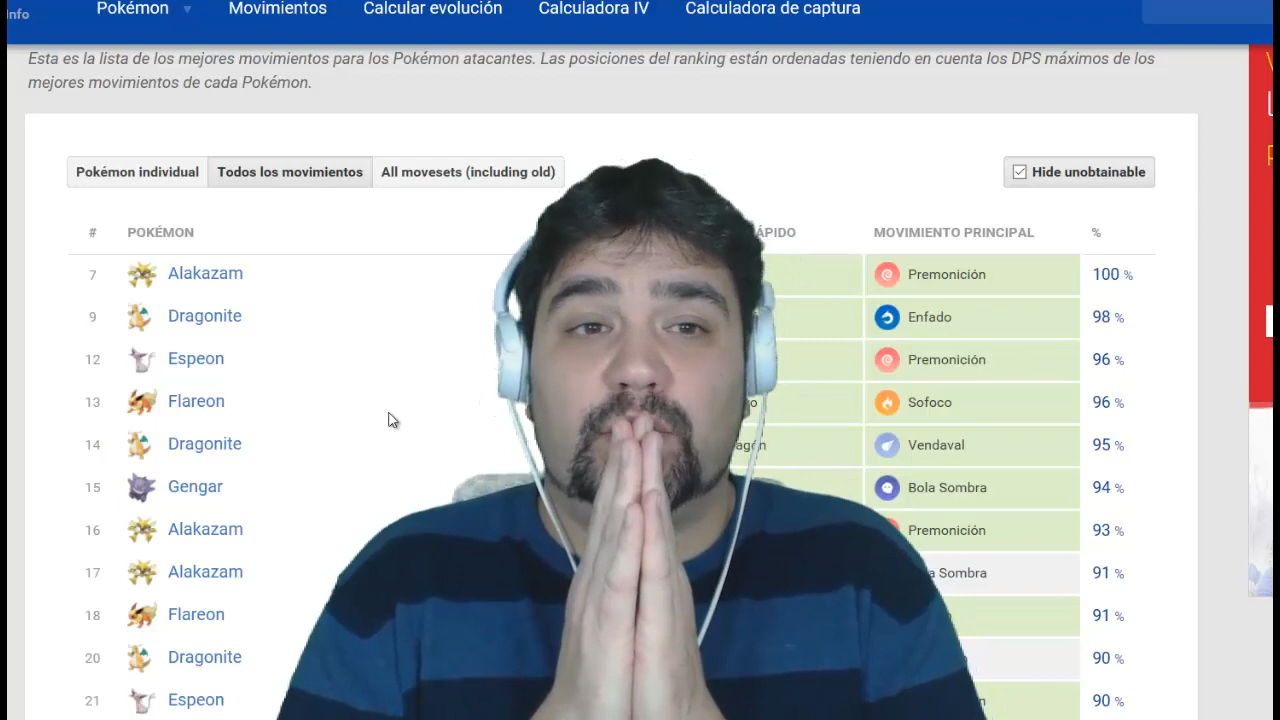 Info
Pokémon Movimientos Calcular evolución Calculadora IV Calculadora de captura
Esta es la lista de los mejores movimientos para los Pokémon atacantes. Las posiciones del ranking están ordenadas teniendo en cuenta los DPS máximos de los
mejores movimientos de cada Pokémon.
Pokémon individual Todos los movimientos All movesets (including old) Hide unobtainable
# POKÉMON ÁPIDO MOVIMIENTO PRINCIPAL %
7 Alakazam Premonición 100 %
9 Dragonite Enfado 98 %
12 Espeon Premonición 96 %
13 Flareon Sofoco 96 %
14 Dragonite agón Vendaval 95 %
15 Gengar Bola Sombra 94 %
16 Alakazam Premonición 93 %
17 Alakazam a Sombra 91 %
18 Flareon 91 %
20 Dragonite 90 %
21 Espeon 90 %